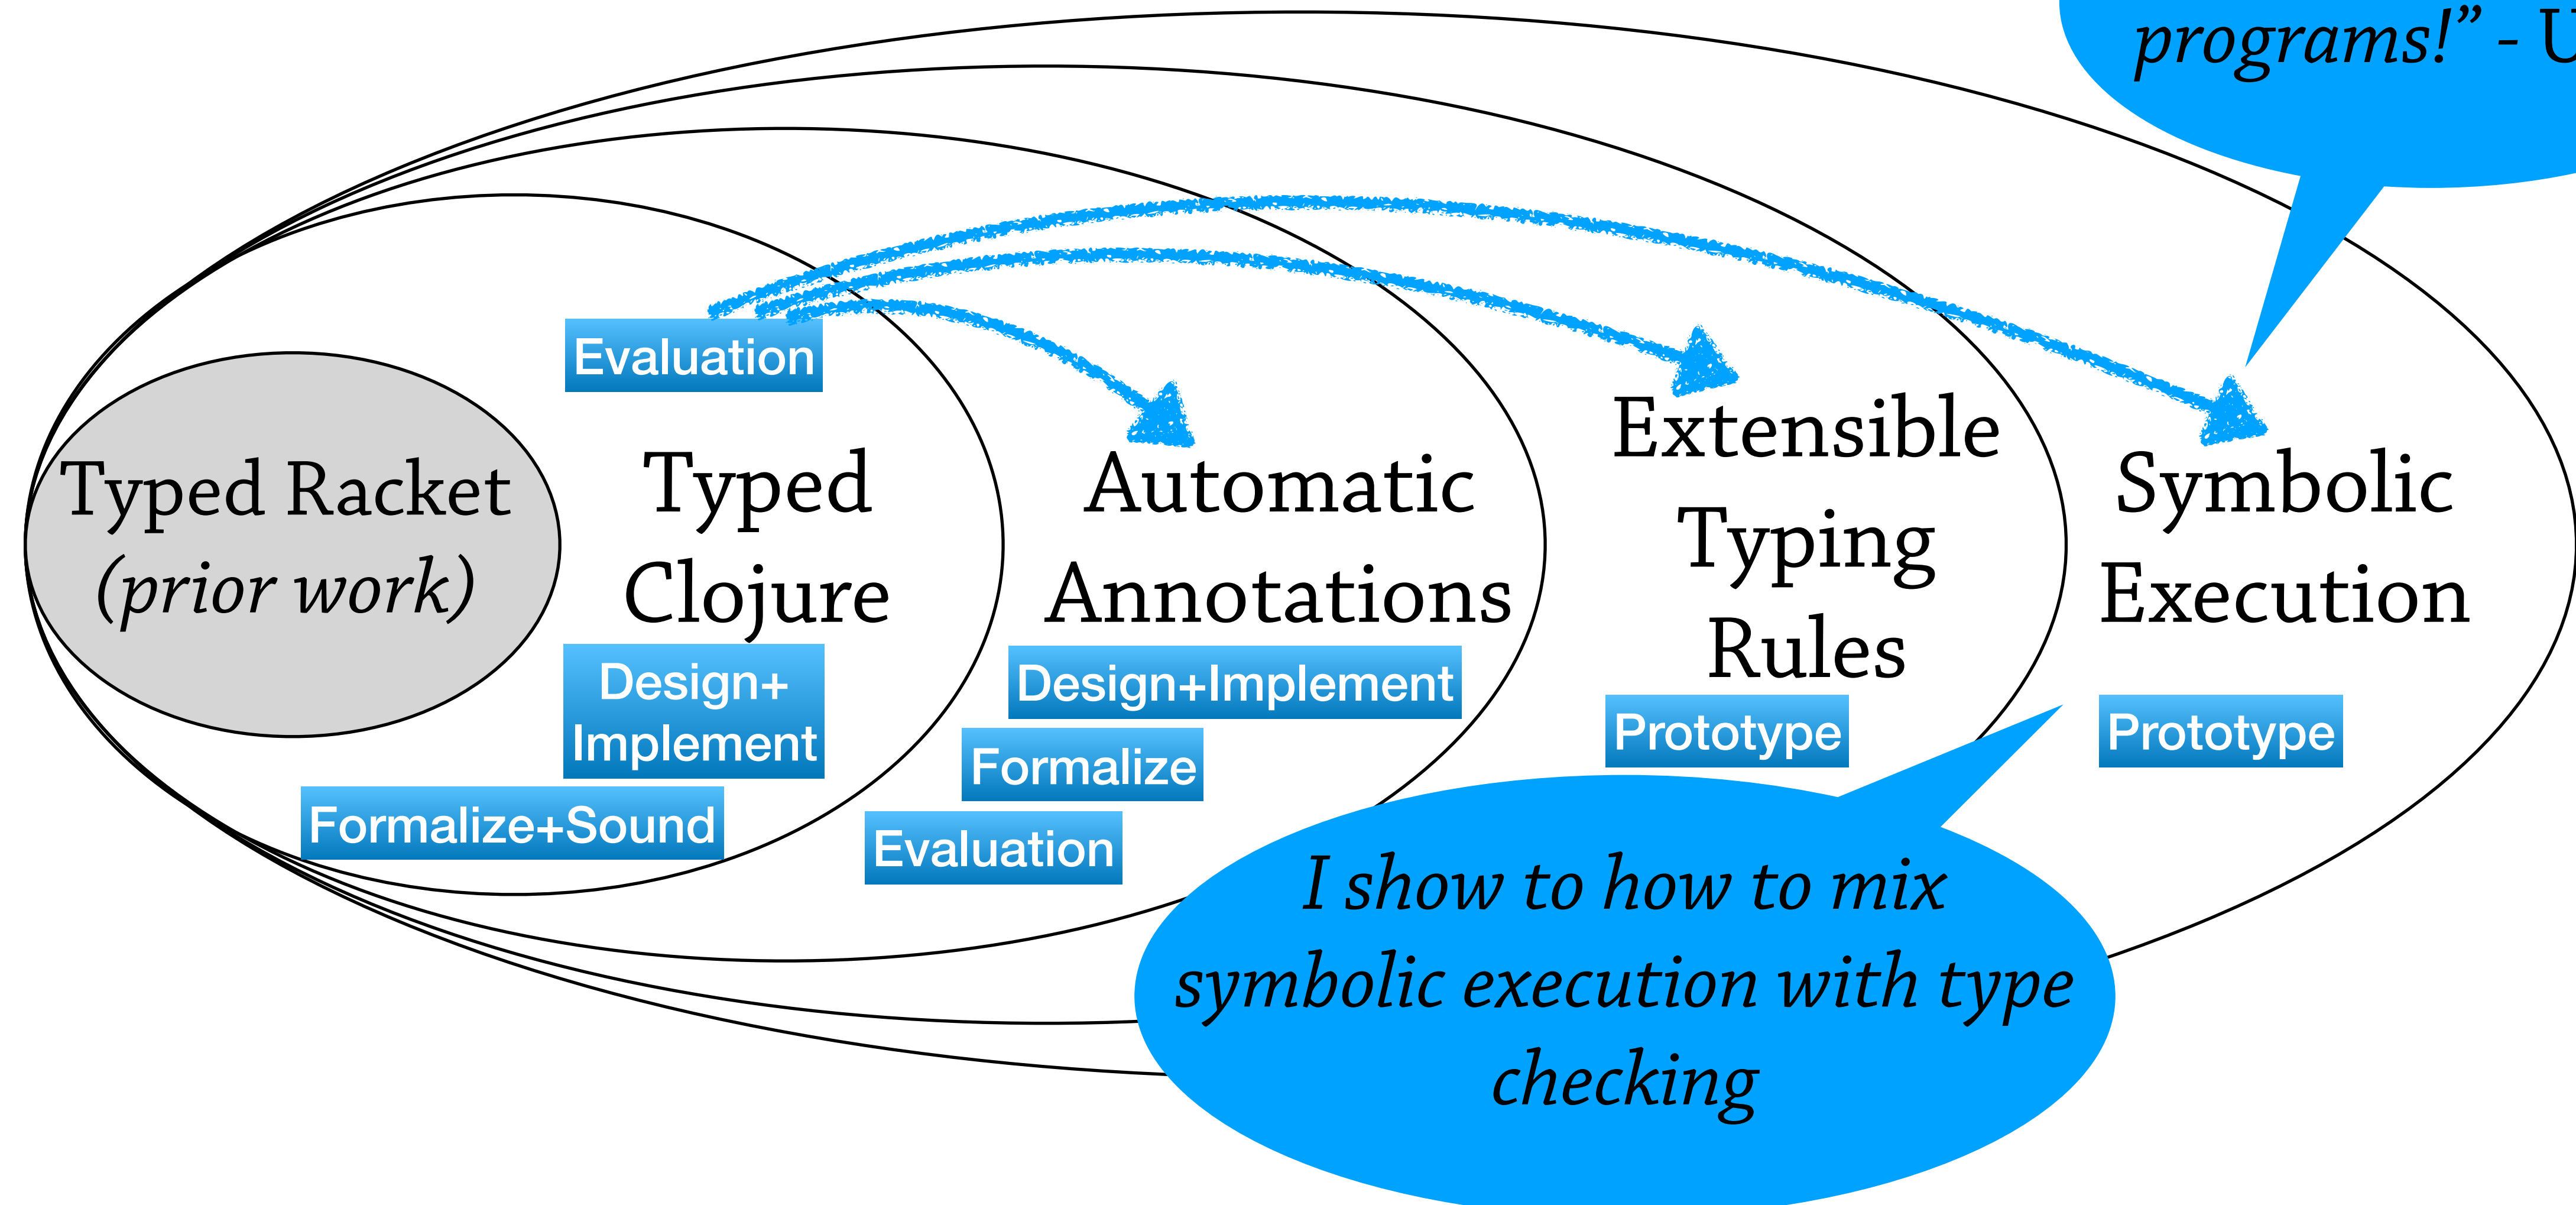 programs!” - U
Evaluation
Typed Racket
(prior work)
Typed
Clojure
Design+
Implement
Formalize+Sound
Automatic
Annotations
Design+Implement
Formalize
Evaluation
Extensible
Typing
Rules
Prototype
Symbolic
Execution
Prototype
I show to how to mix
symbolic execution with type
checking